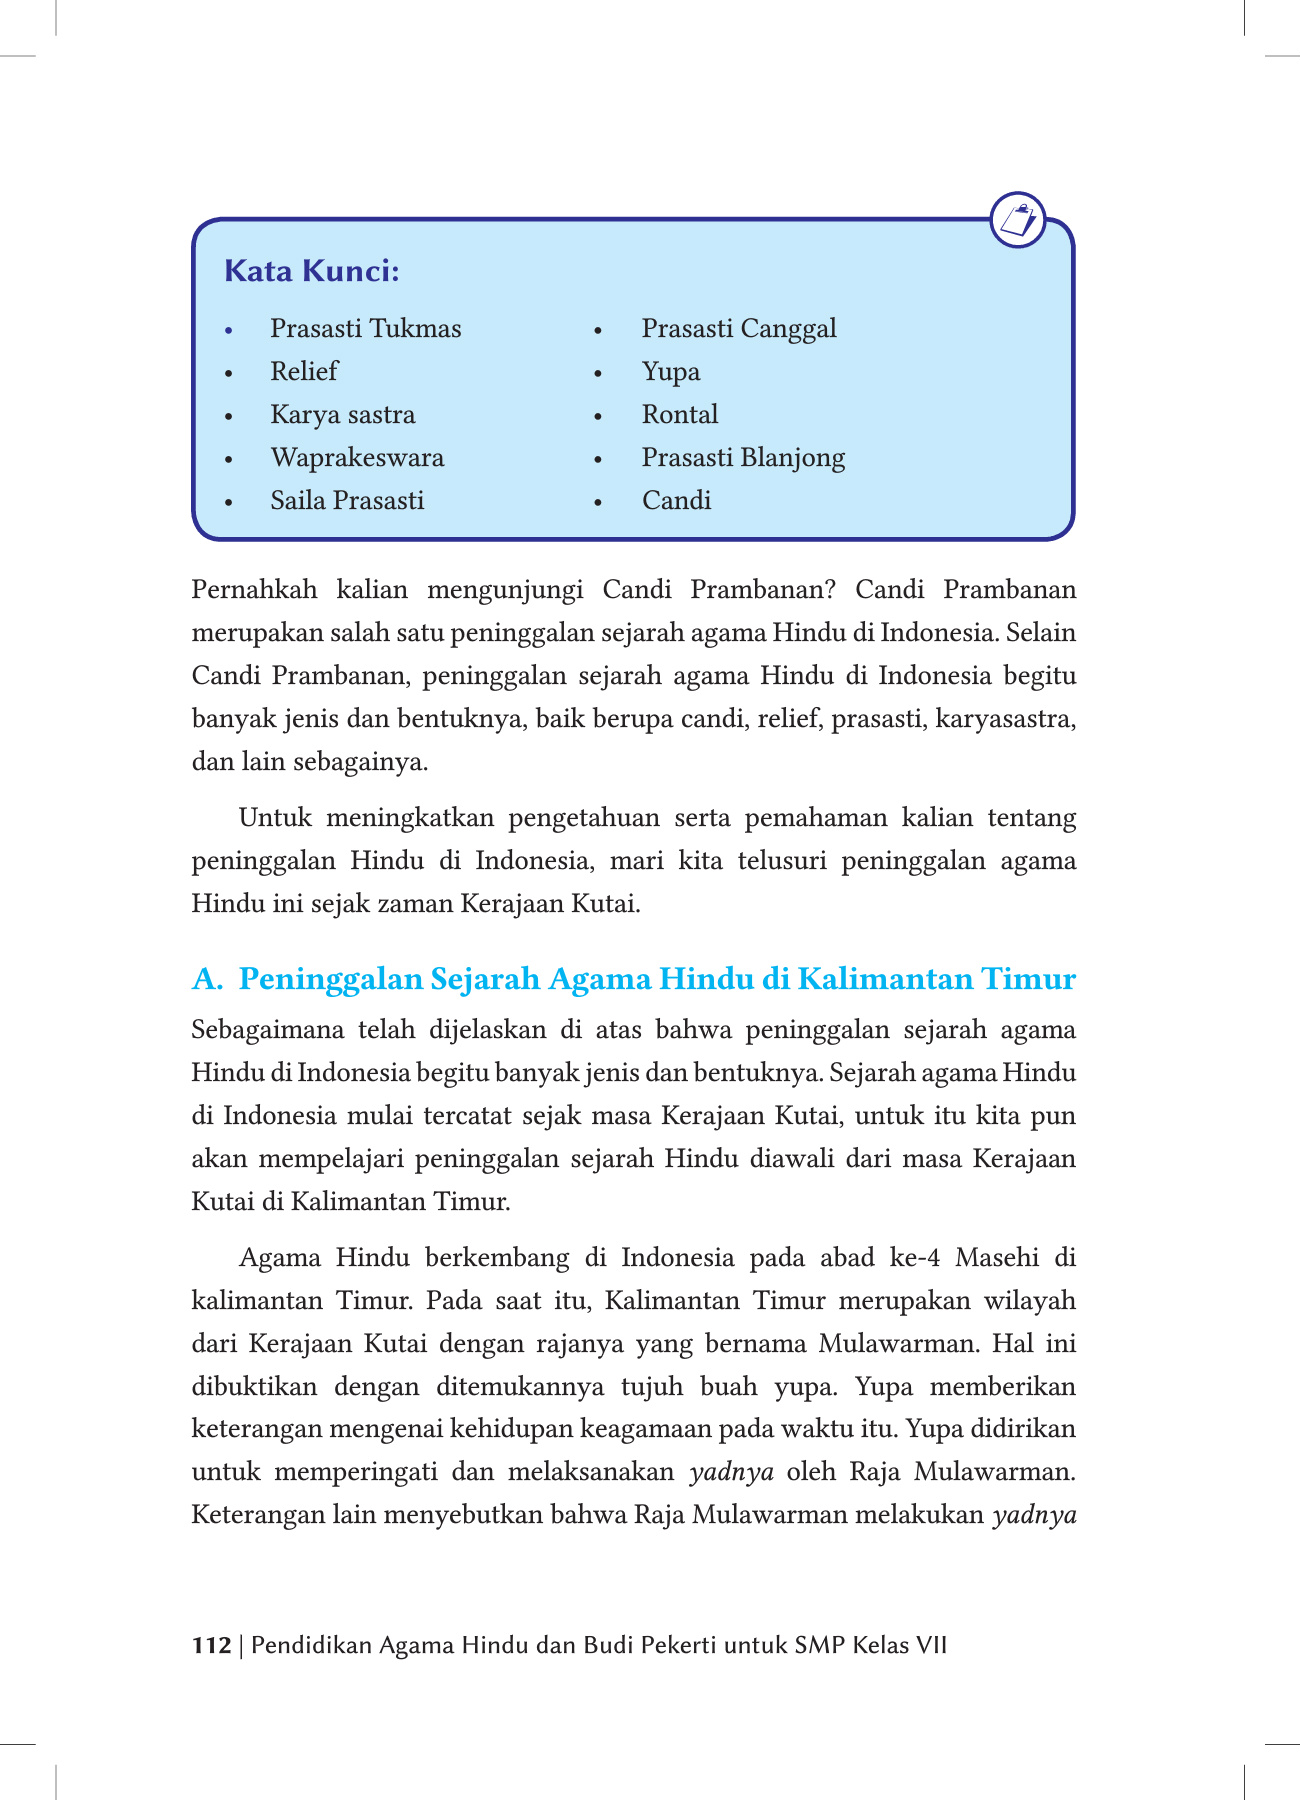 Kata Kunci:
• Prasasti Tukmas
• Relief
• Karya sastra
• Waprakeswara
• Saila Prasasti
• Prasasti Canggal
• Yupa
• Rontal
• Prasasti Blanjong
• Candi
Pernahkah kalian mengunjungi Candi Prambanan? Candi Prambanan
merupakan salah satu peninggalan sejarah agama Hindu di Indonesia. Selain
Candi Prambanan, peninggalan sejarah agama Hindu di Indonesia begitu
banyak jenis dan bentuknya, baik berupa candi, relief, prasasti, karyasastra,
dan lain sebagainya.
Untuk meningkatkan pengetahuan serta pemahaman kalian tentang
peninggalan Hindu di Indonesia, mari kita telusuri peninggalan agama
Hindu ini sejak zaman Kerajaan Kutai.
A. Peninggalan Sejarah Agama Hindu di Kalimantan Timur
Sebagaimana telah dijelaskan di atas bahwa peninggalan sejarah agama
Hindu di Indonesia begitu banyak jenis dan bentuknya. Sejarah agama Hindu
di Indonesia mulai tercatat sejak masa Kerajaan Kutai, untuk itu kita pun
akan mempelajari peninggalan sejarah Hindu diawali dari masa Kerajaan
Kutai di Kalimantan Timur.
Agama Hindu berkembang di Indonesia pada abad ke-4 Masehi di
kalimantan Timur. Pada saat itu, Kalimantan Timur merupakan wilayah
dari Kerajaan Kutai dengan rajanya yang bernama Mulawarman. Hal ini
dibuktikan dengan ditemukannya tujuh buah yupa. Yupa memberikan
keterangan mengenai kehidupan keagamaan pada waktu itu. Yupa didirikan
untuk memperingati dan melaksanakan yadnya oleh Raja Mulawarman.
Keterangan lain menyebutkan bahwa Raja Mulawarman melakukan yadnya
112 | Pendidikan Agama Hindu dan Budi Pekerti untuk SMP Kelas VII